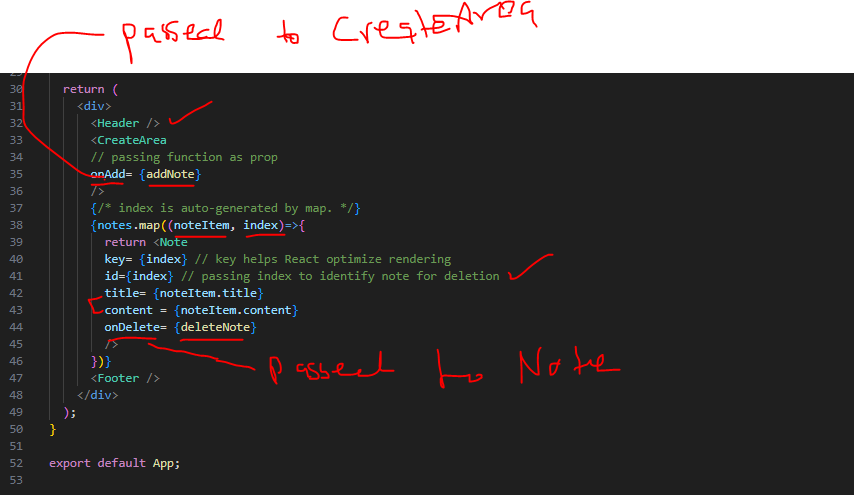 passed to CreateArea
29
30 return (
31 <div>
32 <Header />
33 <CreateArea
34 // passing function as prop
35 onAdd= {addNote}
36 />
37 {/* index is auto-generated by map. */}
38 {notes.map((noteItem, index)=>{
39 return <Note
40 key= {index} // key helps React optimize rendering
41 id={index} // passing index to identify note for deletion
42 title= {noteItem.title}
43 content = {noteItem.content}
44 onDelete= {deleteNote}
45 />
passed to Note
46 })}
47 <Footer />
48 </div>
49 );
50 }
51
52 export default App;
53